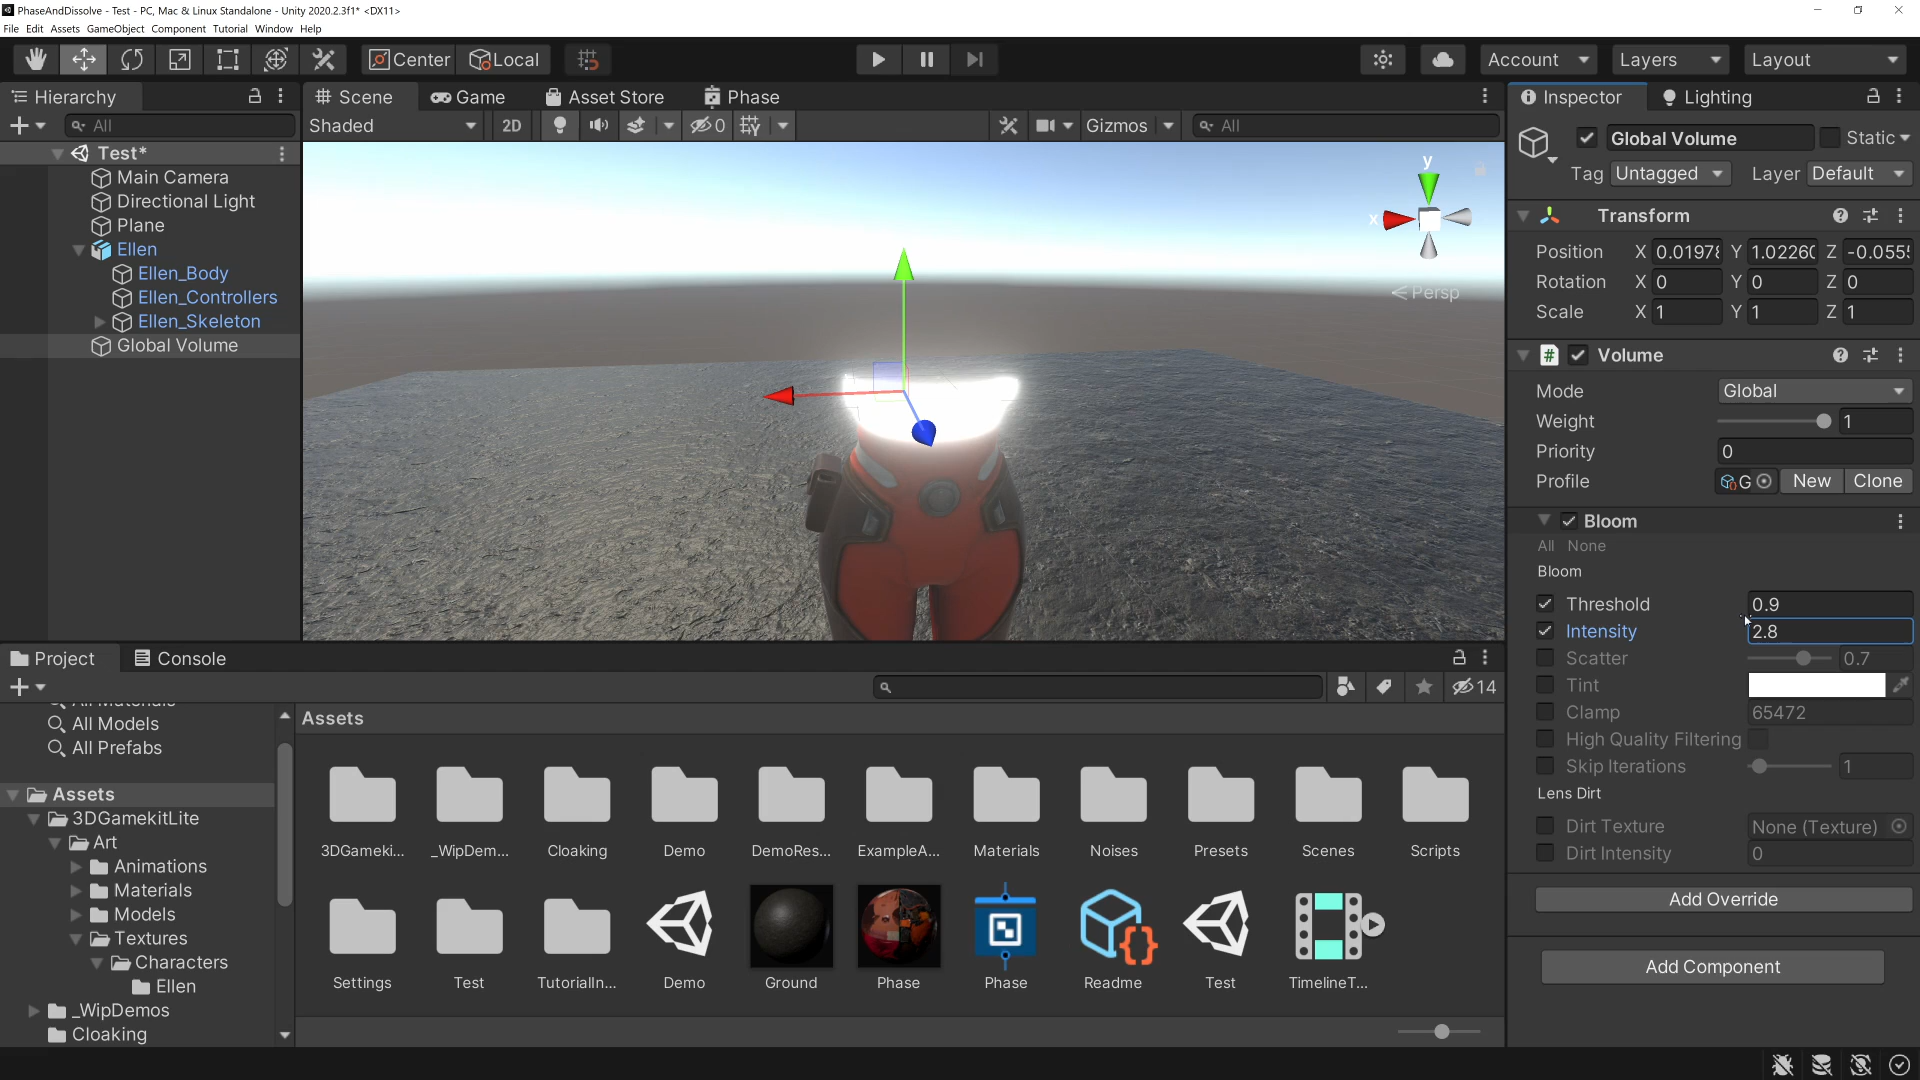 PhaseAndDissolve - Test - PC, Mac & Linux Standalone - Unity 2020.2.3f1* <DX11>
File Edit Assets GameObject Component Tutorial Window Help
Center Local Account Layers Layout
Hierarchy
All
Test*
Main Camera
Directional Light
Plane
Ellen
Ellen_Body
Ellen_Controllers
Ellen_Skeleton
Global Volume
Scene Game Asset Store Phase
Shaded 2D 0 Gizmos All
y
x
Persp
Inspector Lighting
Global Volume Static
Tag Untagged Layer Default
Transform
Position X 0.01978 Y 1.02260 Z -0.055
Rotation X 0 Y 0 Z 0
Scale X 1 Y 1 Z 1
# Volume
Mode Global
Weight 1
Priority 0
Profile G New Clone
Bloom
All None
Bloom
Threshold 0.9
Intensity 2.8
Scatter 0.7
Tint
Clamp 65472
High Quality Filtering
Skip Iterations 1
Lens Dirt
Dirt Texture None (Texture)
Dirt Intensity 0
Add Override
Add Component
Project Console
14
All Materials
All Models
All Prefabs
Assets
3DGamekitLite
Art
Animations
Materials
Models
Textures
Characters
Ellen
_WipDemos
Cloaking
Assets
3DGameki... _WipDem... Cloaking Demo DemoRes... ExampleA... Materials Noises Presets Scenes Scripts
Settings Test TutorialIn... Demo Ground Phase Phase Readme Test TimelineT...